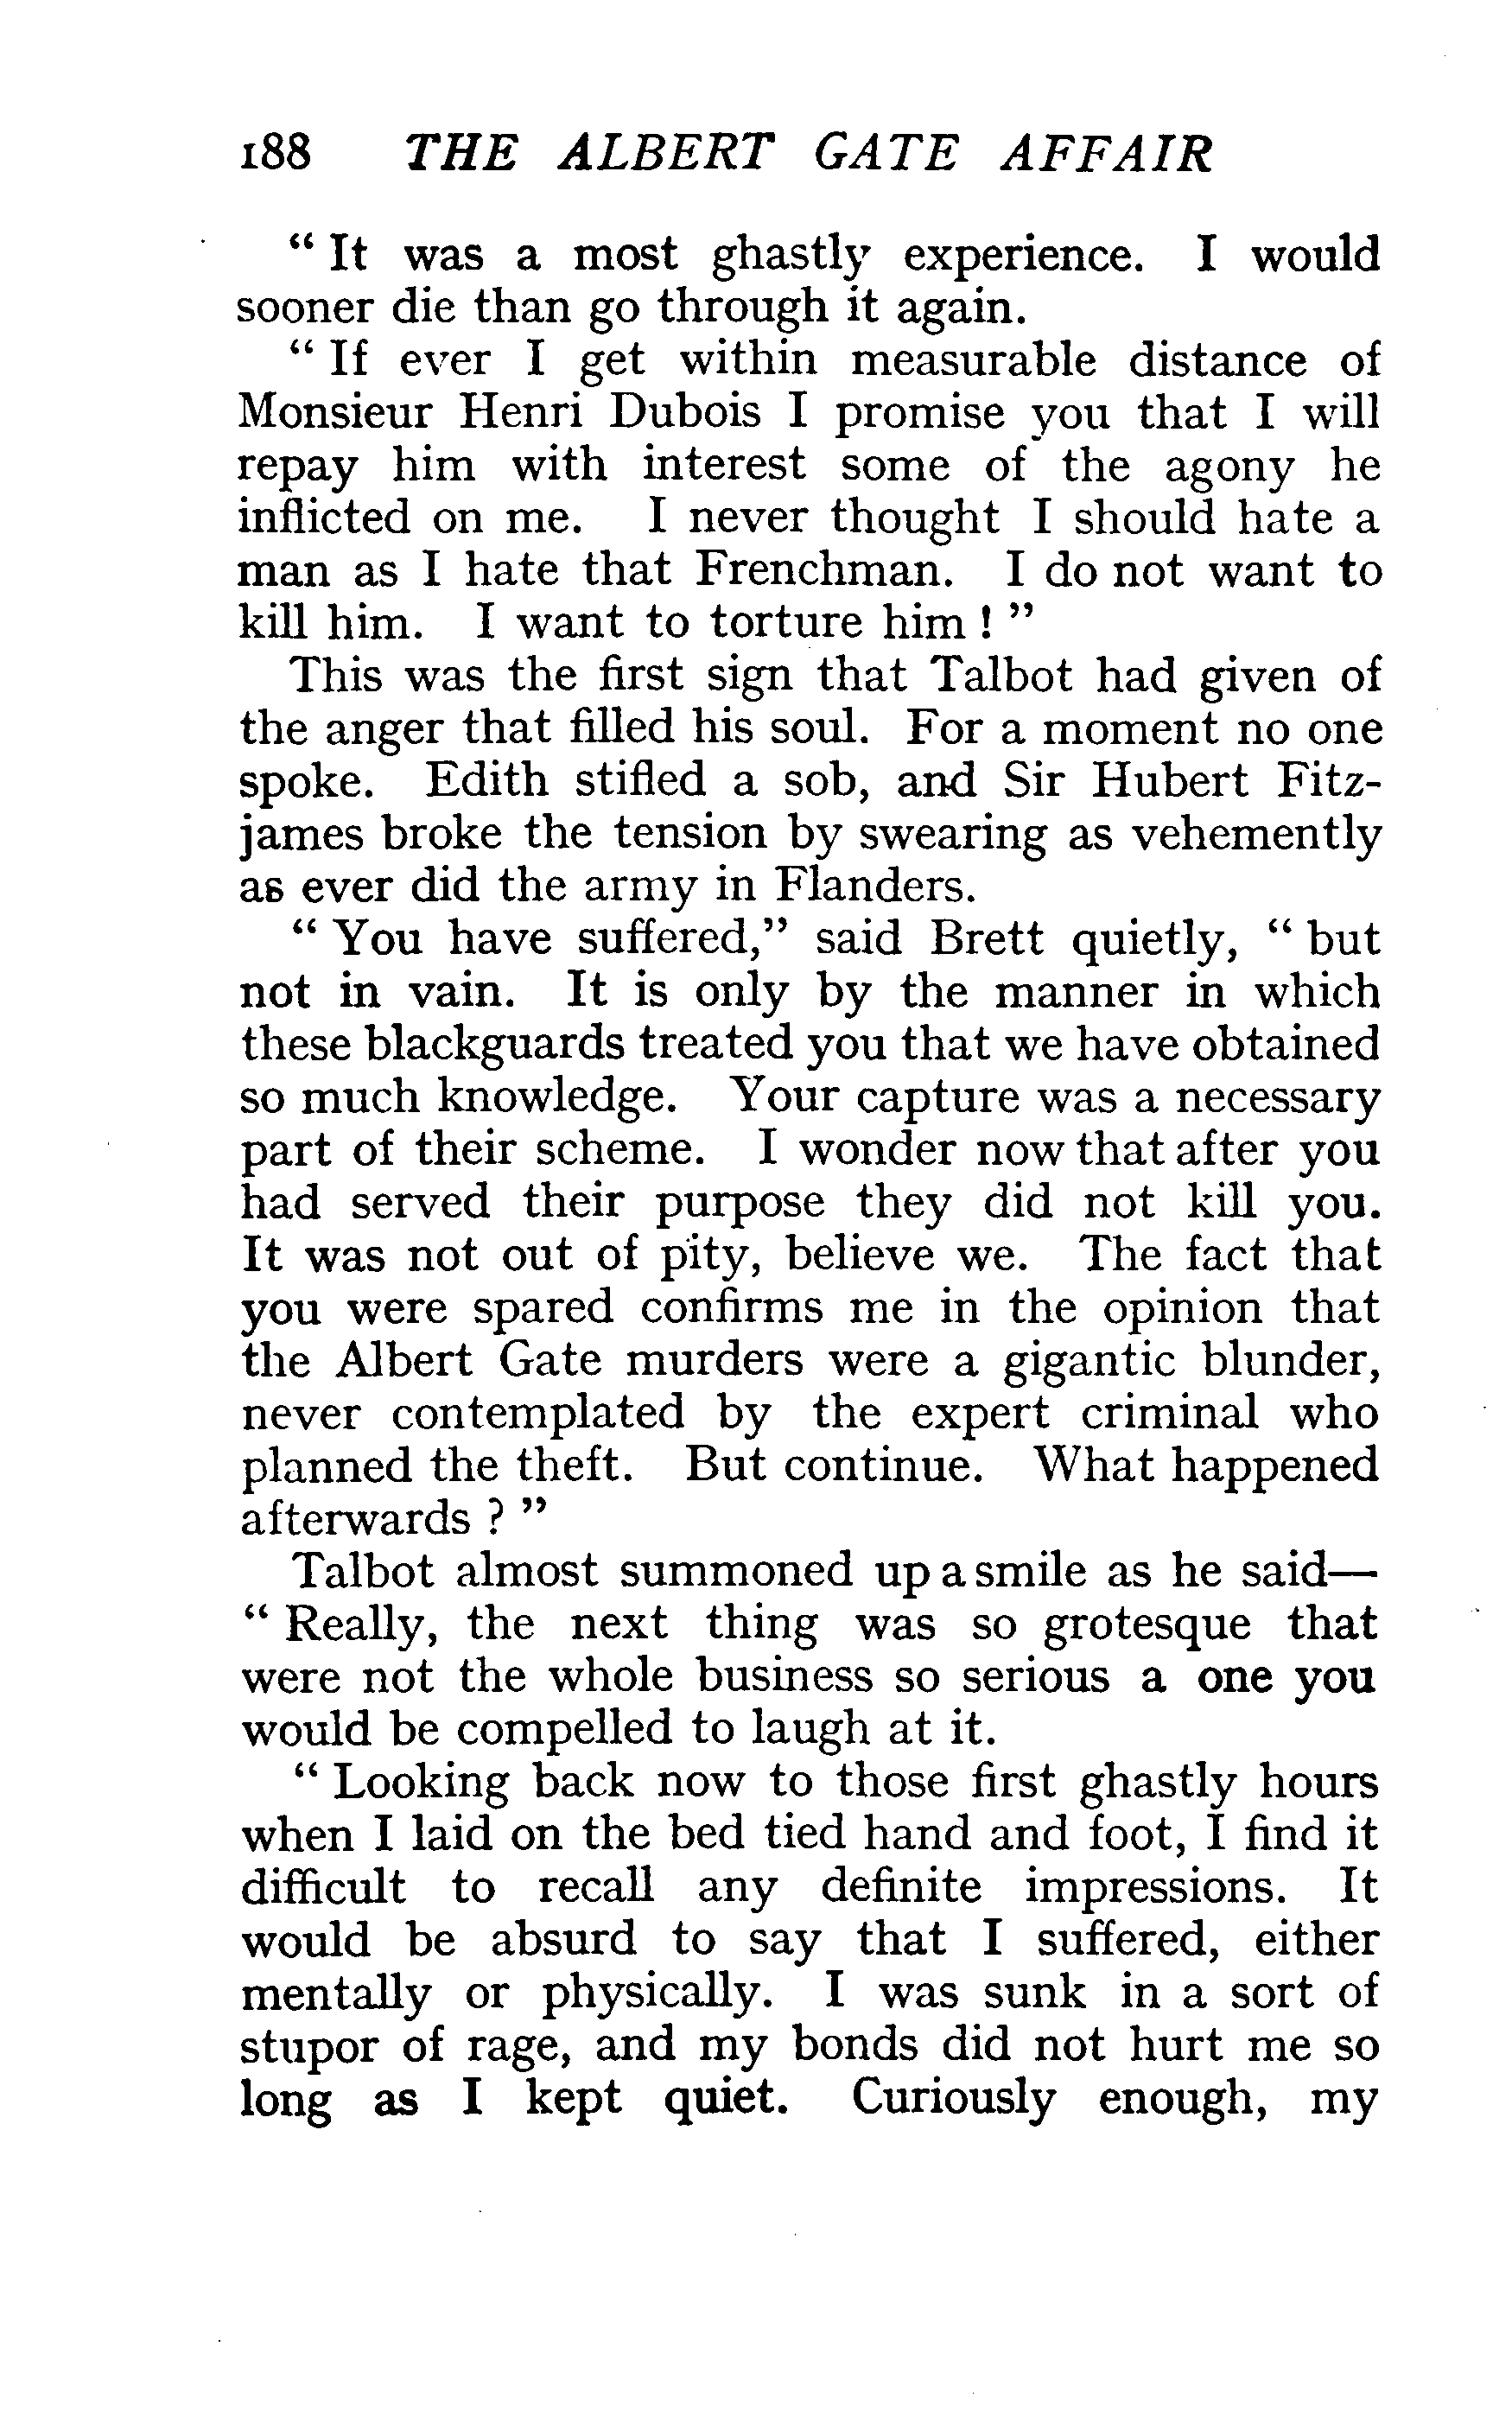 188 THE ALBERT GATE AFFAIR
“ It was a most ghastly experience. I would
sooner die than go through it again.
“ If ever I get within measurable distance of
Monsieur Henri Dubois I promise you that I will
repay him with interest some of the agony he
inflicted on me. I never thought I should hate a
man as I hate that Frenchman. I do not want to
kill him. I want to torture him ! ”
This was the first sign that Talbot had given of
the anger that filled his soul. For a moment no one
spoke. Edith stifled a sob, and Sir Hubert Fitz-
james broke the tension by swearing as vehemently
as ever did the army in Flanders.
“ You have suffered,” said Brett quietly, “ but
not in vain. It is only by the manner in which
these blackguards treated you that we have obtained
so much knowledge. Your capture was a necessary
part of their scheme. I wonder now that after you
had served their purpose they did not kill you.
It was not out of pity, believe we. The fact that
you were spared confirms me in the opinion that
the Albert Gate murders were a gigantic blunder,
never contemplated by the expert criminal who
planned the theft. But continue. What happened
afterwards ? ”
Talbot almost summoned up a smile as he said—
“ Really, the next thing was so grotesque that
were not the whole business so serious a one you
would be compelled to laugh at it.
“ Looking back now to those first ghastly hours
when I laid on the bed tied hand and foot, I find it
difficult to recall any definite impressions. It
would be absurd to say that I suffered, either
mentally or physically. I was sunk in a sort of
stupor of rage, and my bonds did not hurt me so
long as I kept quiet. Curiously enough, my